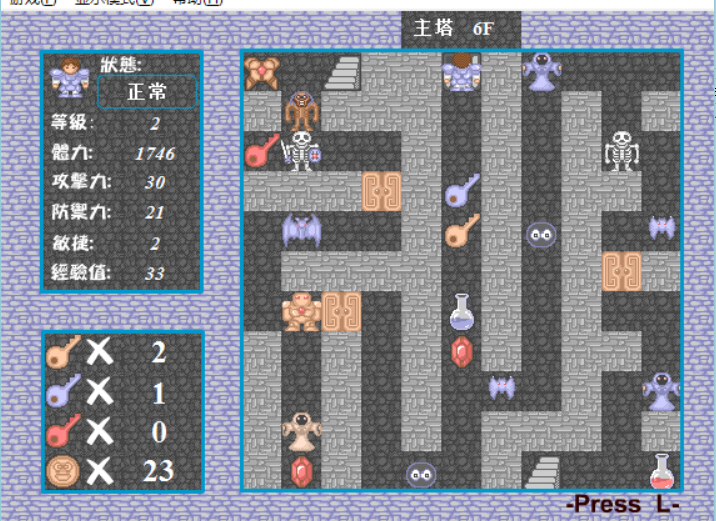 主塔 6F
狀態:
正常
等級: 2
體力: 1746
攻擊力: 30
防禦力: 21
敏捷: 2
經驗值: 33
2
1
0
23
-Press L-